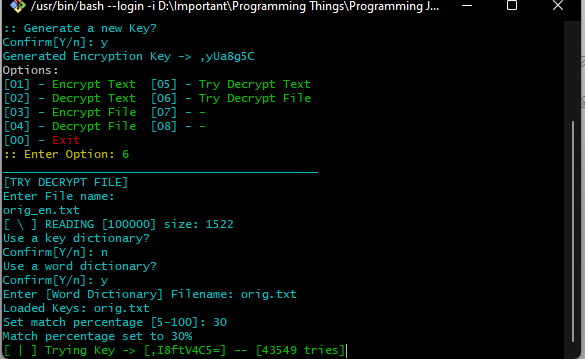 /usr/bin/bash --login -i D:\Important\Programming Things\Programming J...
:: Generate a new Key?
Confirm[Y/n]: y
Generated Encryption Key -> ,yUa8g5C
Options:
[01] - Encrypt Text  [05] - Try Decrypt Text
[02] - Decrypt Text  [06] - Try Decrypt File
[03] - Encrypt File  [07] - -
[04] - Decrypt File  [08] - -
[00] - Exit
:: Enter Option: 6
[TRY DECRYPT FILE]
Enter File name:
orig_en.txt
[ \ ] READING [100000] size: 1522
Use a key dictionary?
Confirm[Y/n]: n
Use a word dictionary?
Confirm[Y/n]: y
Enter [Word Dictionary] Filename: orig.txt
Loaded Keys: orig.txt
Set match percentage [5-100]: 30
Match percentage set to 30%
[ | ] Trying Key -> [,I8ftV4C5=] -- [43549 tries]